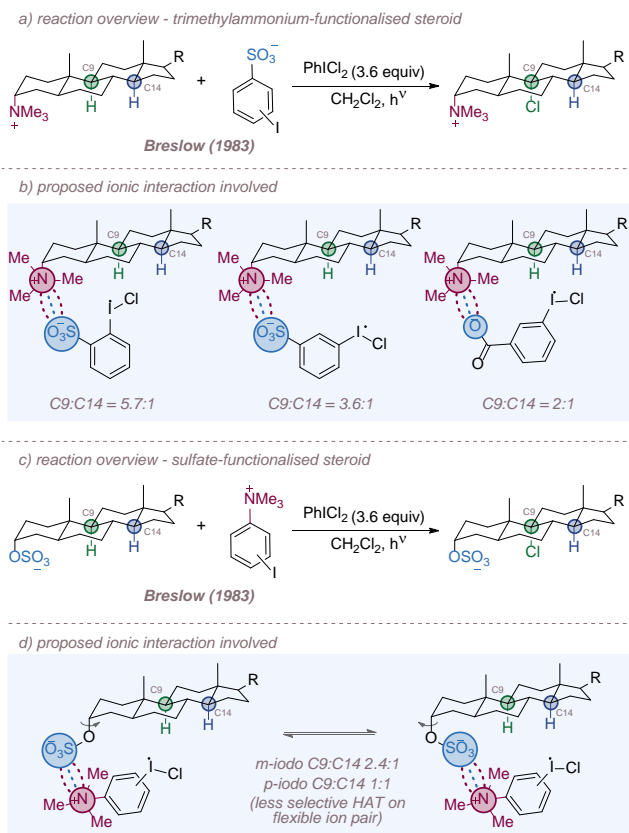 a) reaction overview - trimethylammonium-functionalised steroid
R
C9
C14
H
H
NMe3
+
+
SO3−
I
PhICl2 (3.6 equiv)
CH2Cl2, hν
R
C9
C14
Cl
H
NMe3
+
Breslow (1983)
b) proposed ionic interaction involved
R
C9
C14
H
H
Me
+N
Me
Me
−O3S
İ
Cl
C9:C14 = 5.7:1
R
C9
C14
H
H
Me
+N
Me
Me
−O3S
I•
Cl
C9:C14 = 3.6:1
R
C9
C14
H
H
Me
+N
Me
Me
O−
O
İ
Cl
C9:C14 = 2:1
c) reaction overview - sulfate-functionalised steroid
R
C9
C14
H
H
OSO3
−
+
+
NMe3
I
PhICl2 (3.6 equiv)
CH2Cl2, hν
R
C9
C14
Cl
H
OSO3
−
Breslow (1983)
d) proposed ionic interaction involved
R
C9
C14
H
H
O
−O3S
Me
Me
+N
Me
İ
Cl
m-iodo C9:C14 2.4:1
p-iodo C9:C14 1:1
(less selective HAT on
flexible ion pair)
R
C9
C14
H
H
O
SO3−
Me
Me
+N
Me
İ
Cl